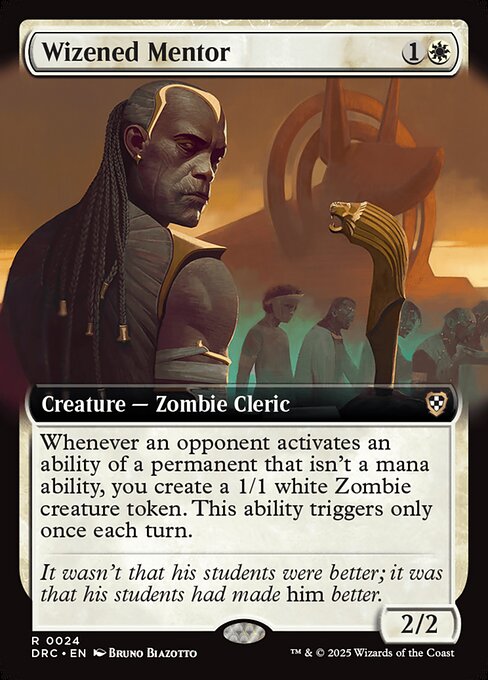 Wizened Mentor 1
Creature — Zombie Cleric
Whenever an opponent activates an
ability of a permanent that isn't a mana
ability, you create a 1/1 white Zombie
creature token. This ability triggers only
once each turn.
It wasn't that his students were better; it was
that his students had made him better.
2/2
R 0024
DRC • EN Bruno Biazotto ™ & © 2025 Wizards of the Coast